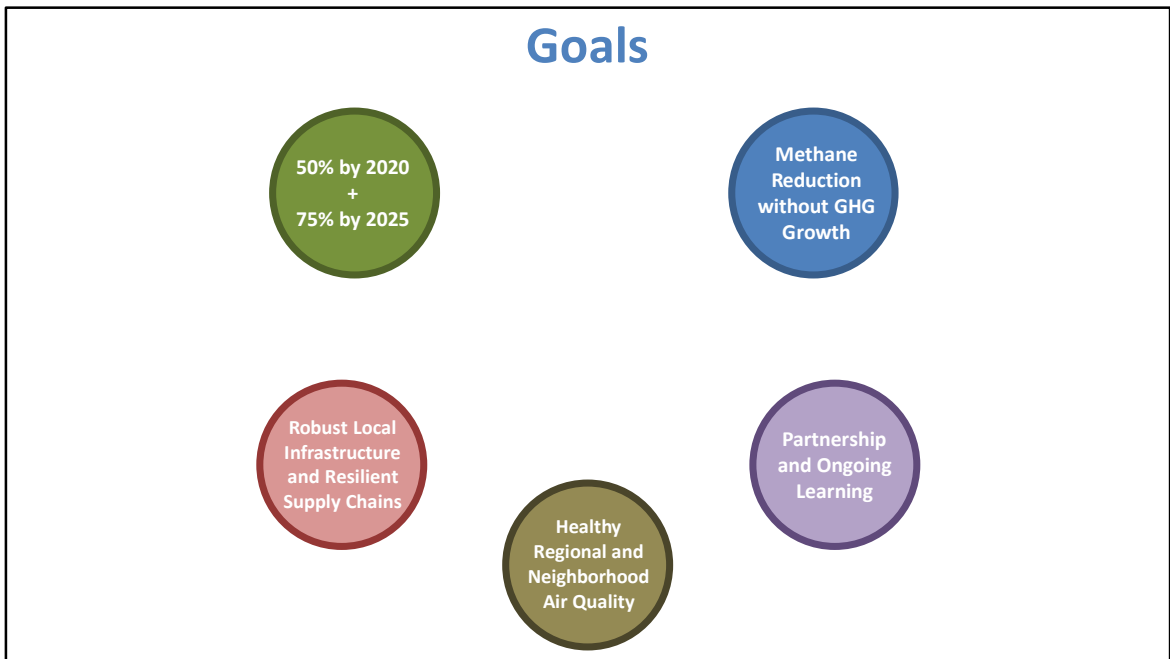 Goals
50% by 2020
+
75% by 2025
Methane
Reduction
without GHG
Growth
Robust Local
Infrastructure
and Resilient
Supply Chains
Partnership
and Ongoing
Learning
Healthy
Regional and
Neighborhood
Air Quality